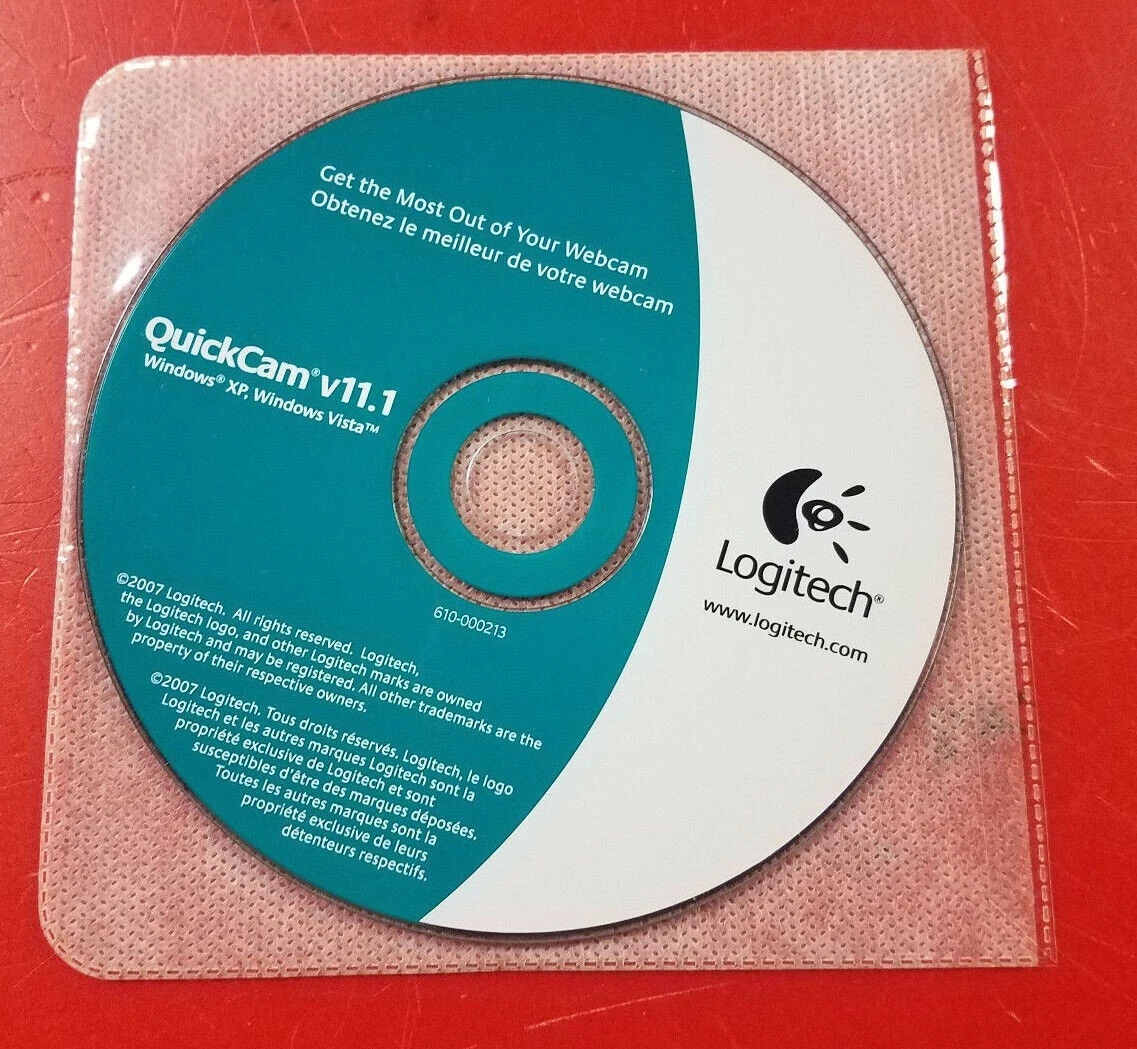 Get the Most Out of Your Webcam
Obtenez le meilleur de votre webcam
QuickCam® v11.1
Windows® XP, Windows Vista™
Logitech®
www.logitech.com
610-000213
©2007 Logitech. All rights reserved. Logitech,
the Logitech logo, and other Logitech marks are owned
by Logitech and may be registered. All other trademarks are the
property of their respective owners.
©2007 Logitech. Tous droits réservés. Logitech, le logo
Logitech et les autres marques Logitech sont la
propriété exclusive de Logitech et sont
susceptibles d'être des marques déposées.
Toutes les autres marques sont la
propriété exclusive de leurs
détenteurs respectifs.